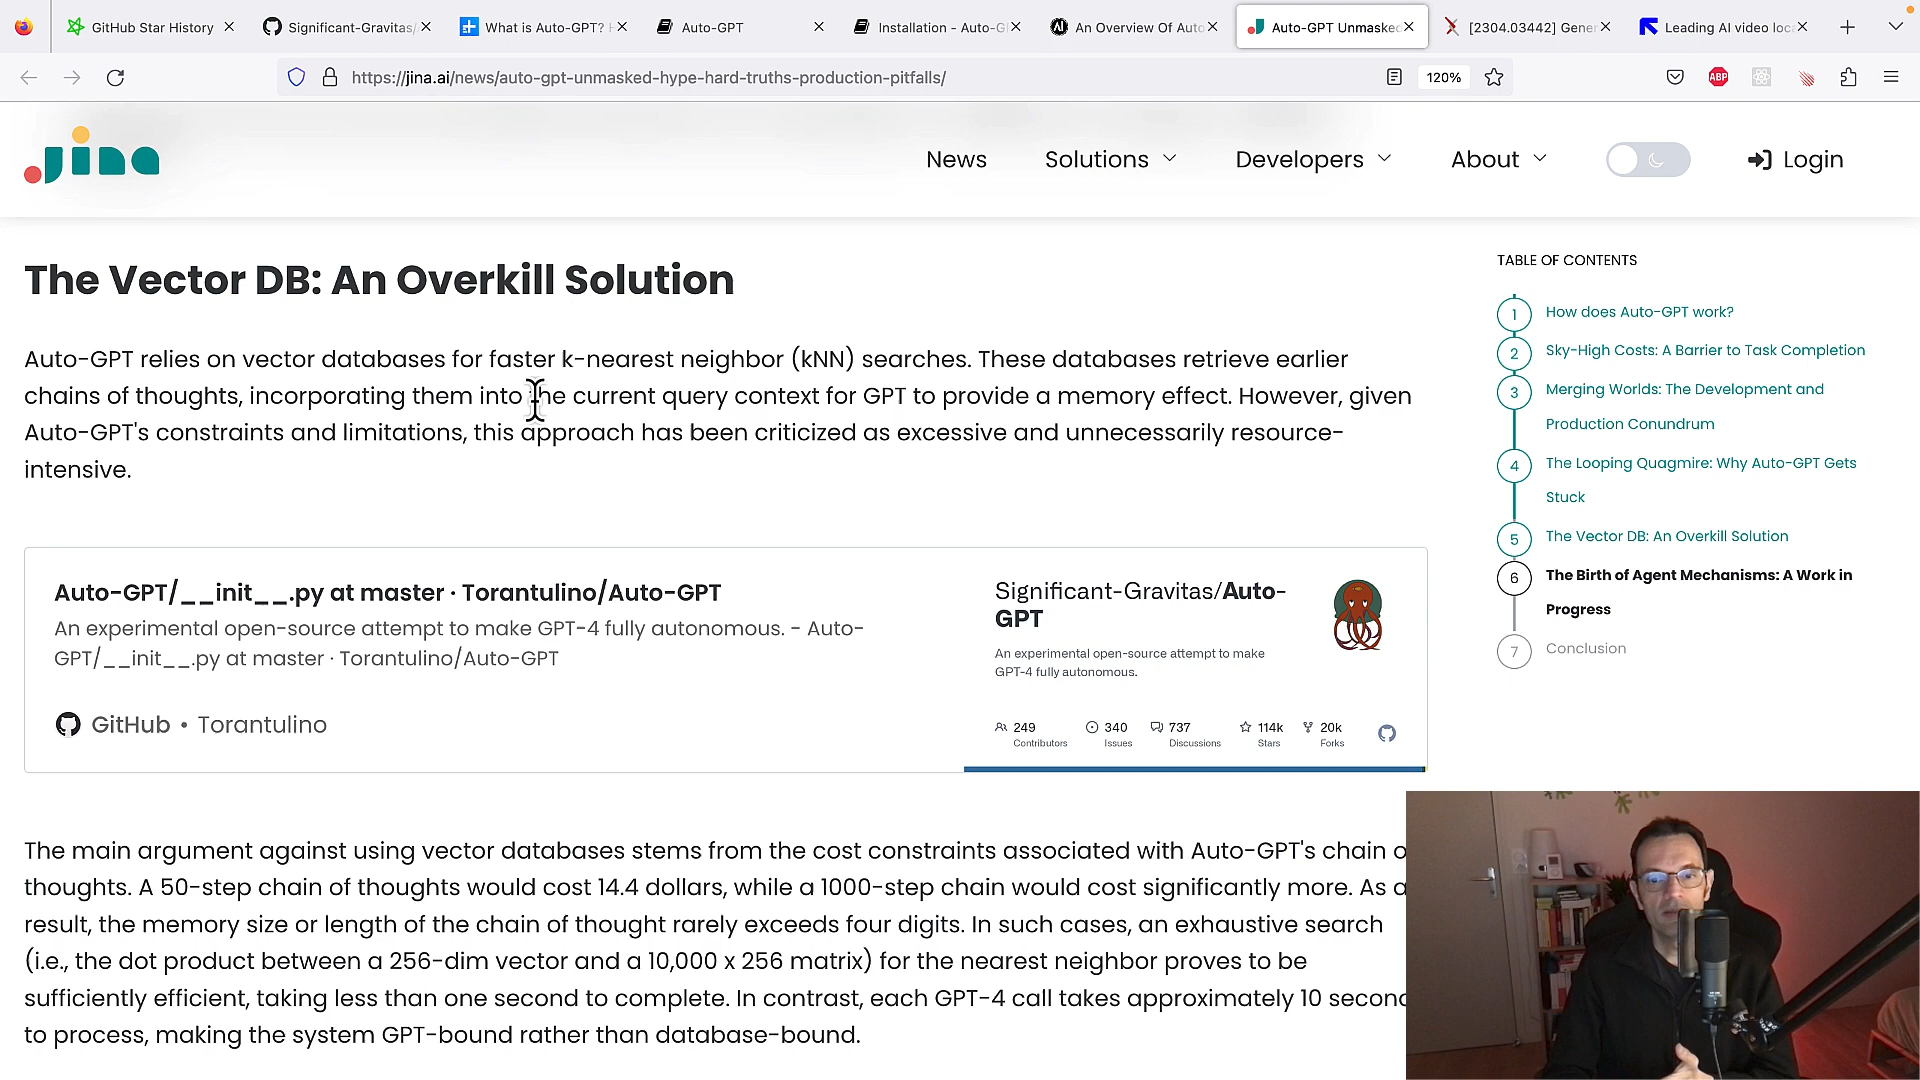 GitHub Star History
Significant-Gravitas/
What is Auto-GPT? H
Auto-GPT
Installation - Auto-G
An Overview Of Auto
Auto-GPT Unmasked
[2304.03442] Gener
Leading AI video loc
https://jina.ai/news/auto-gpt-unmasked-hype-hard-truths-production-pitfalls/
120%
ABP
Jina
News
Solutions
Developers
About
Login
The Vector DB: An Overkill Solution
Auto-GPT relies on vector databases for faster k-nearest neighbor (kNN) searches. These databases retrieve earlier
chains of thoughts, incorporating them into the current query context for GPT to provide a memory effect. However, given
Auto-GPT's constraints and limitations, this approach has been criticized as excessive and unnecessarily resource-
intensive.
Auto-GPT/__init__.py at master · Torantulino/Auto-GPT
An experimental open-source attempt to make GPT-4 fully autonomous. - Auto-
GPT/__init__.py at master · Torantulino/Auto-GPT
GitHub • Torantulino
Significant-Gravitas/Auto-
GPT
An experimental open-source attempt to make
GPT-4 fully autonomous.
249
Contributors
340
Issues
737
Discussions
114k
Stars
20k
Forks
The main argument against using vector databases stems from the cost constraints associated with Auto-GPT's chain o
thoughts. A 50-step chain of thoughts would cost 14.4 dollars, while a 1000-step chain would cost significantly more. As a
result, the memory size or length of the chain of thought rarely exceeds four digits. In such cases, an exhaustive search
(i.e., the dot product between a 256-dim vector and a 10,000 x 256 matrix) for the nearest neighbor proves to be
sufficiently efficient, taking less than one second to complete. In contrast, each GPT-4 call takes approximately 10 secon
to process, making the system GPT-bound rather than database-bound.
TABLE OF CONTENTS
1 How does Auto-GPT work?
2 Sky-High Costs: A Barrier to Task Completion
3 Merging Worlds: The Development and
Production Conundrum
4 The Looping Quagmire: Why Auto-GPT Gets
Stuck
5 The Vector DB: An Overkill Solution
6 The Birth of Agent Mechanisms: A Work in
Progress
7 Conclusion